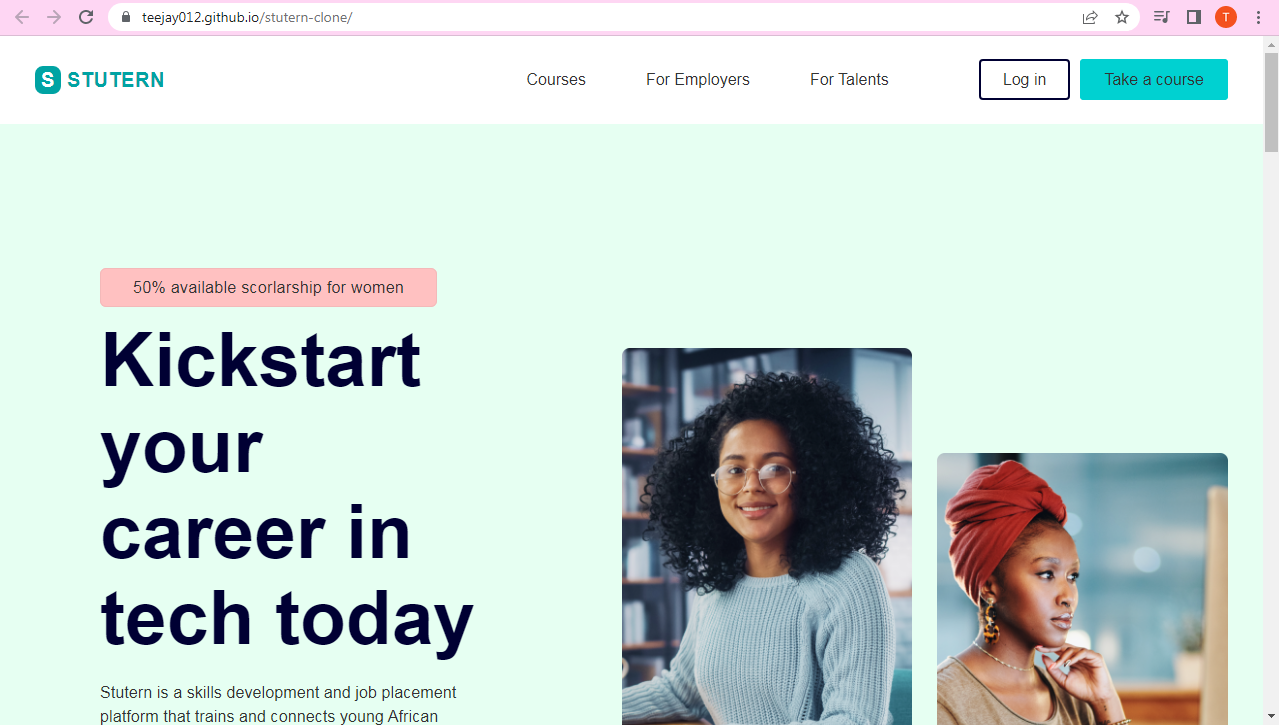 teejay012.github.io/stutern-clone/
T
S STUTERN
Courses
For Employers
For Talents
Log in
Take a course
50% available scorlarship for women
Kickstart
your
career in
tech today
Stutern is a skills development and job placement
platform that trains and connects young African